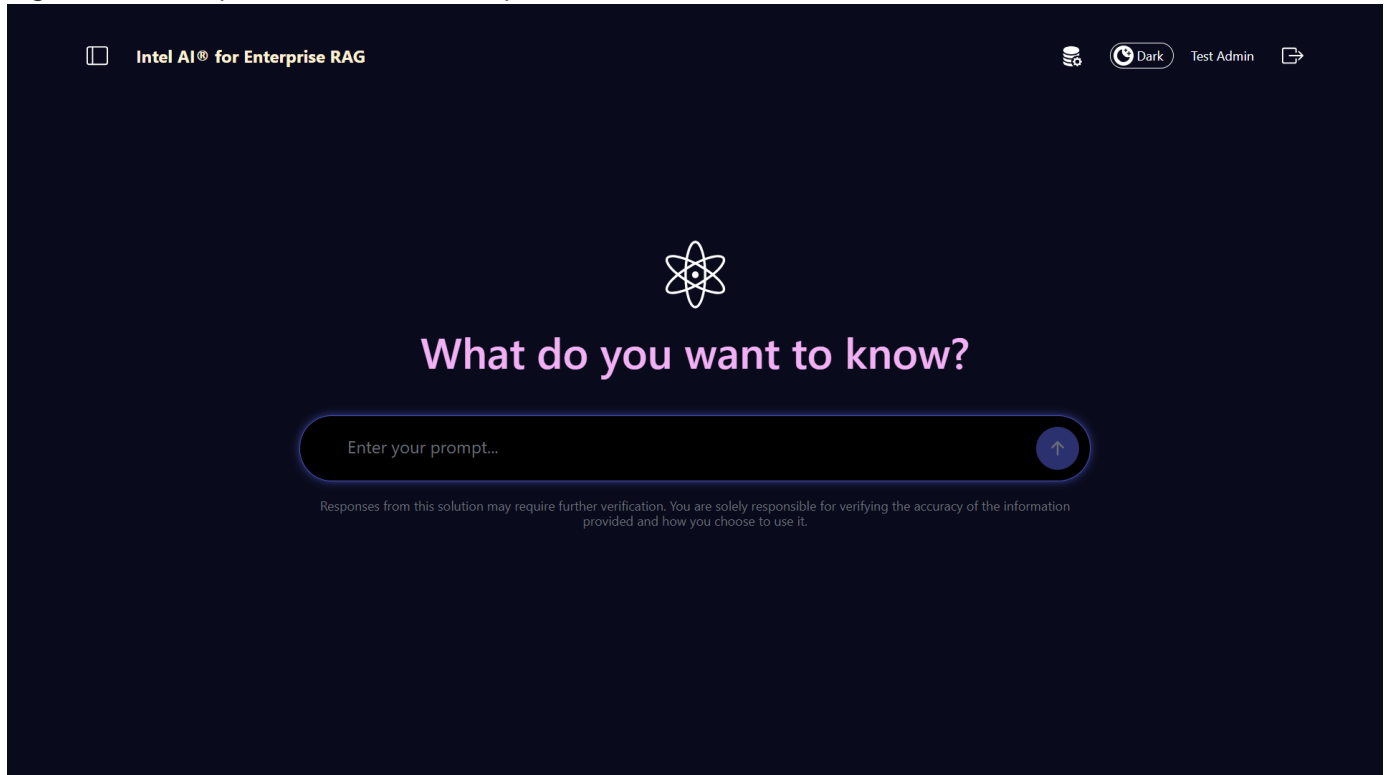 Intel AI® for Enterprise RAG
Dark
Test Admin
What do you want to know?
Enter your prompt...
Responses from this solution may require further verification. You are solely responsible for verifying the accuracy of the information
provided and how you choose to use it.